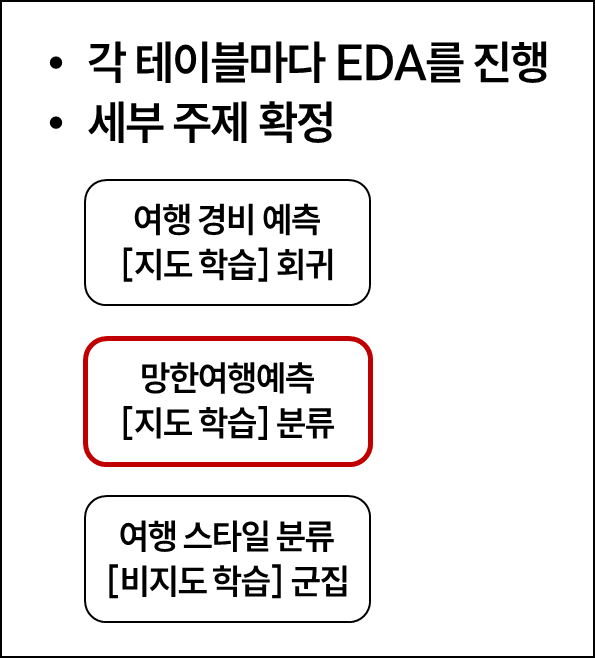 • 각 테이블마다 EDA를 진행
• 세부 주제 확정
여행 경비 예측
[지도 학습] 회귀
망한여행예측
[지도 학습] 분류
여행 스타일 분류
[비지도 학습] 군집